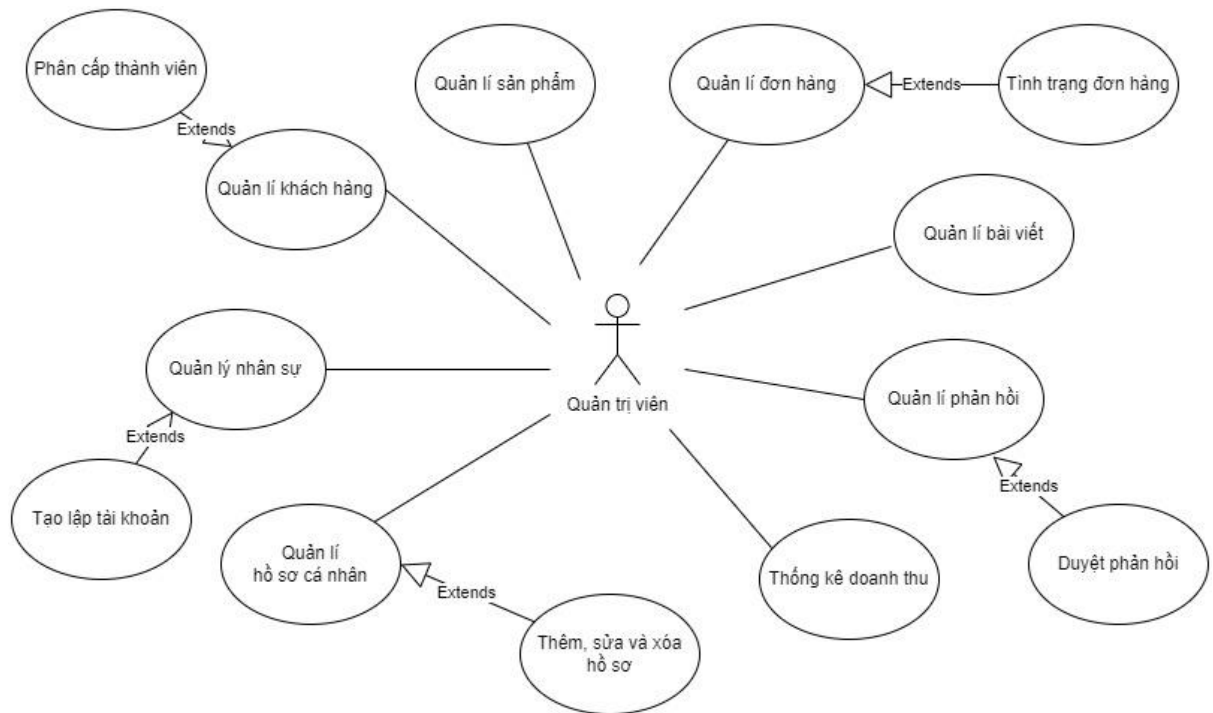 Phân cấp thành viên
Quản lí sản phẩm
Quản lí đơn hàng
Extends
Tình trạng đơn hàng
Extends
Quản lí khách hàng
Quản lí bài viết
Quản lý nhân sự
Quản trị viên
Quản lí phản hồi
Extends
Extends
Tạo lập tài khoản
Quản lí
hồ sơ cá nhân
Extends
Thống kê doanh thu
Duyệt phản hồi
Thêm, sửa và xóa
hồ sơ